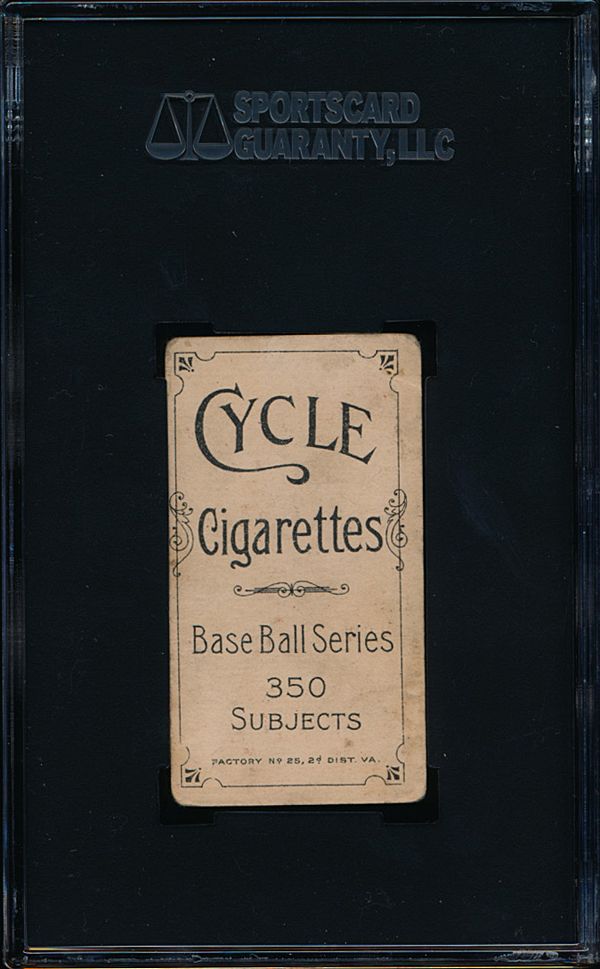 SPORTSCARD
GUARANTY, LLC
CYCLE
Cigarettes
Base Ball Series
350
SUBJECTS
FACTORY Nº 25, 2d DIST. VA.